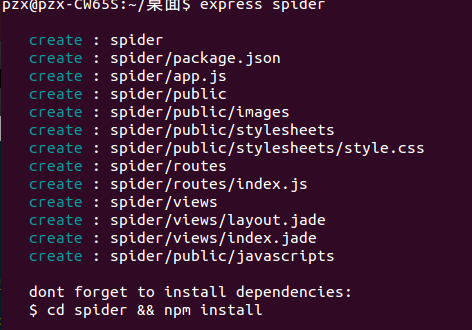 pzx@pzx-CW65S:~/桌面$ express spider
create : spider
create : spider/package.json
create : spider/app.js
create : spider/public
create : spider/public/images
create : spider/public/stylesheets
create : spider/public/stylesheets/style.css
create : spider/routes
create : spider/routes/index.js
create : spider/views
create : spider/views/layout.jade
create : spider/views/index.jade
create : spider/public/javascripts
dont forget to install dependencies:
$ cd spider && npm install